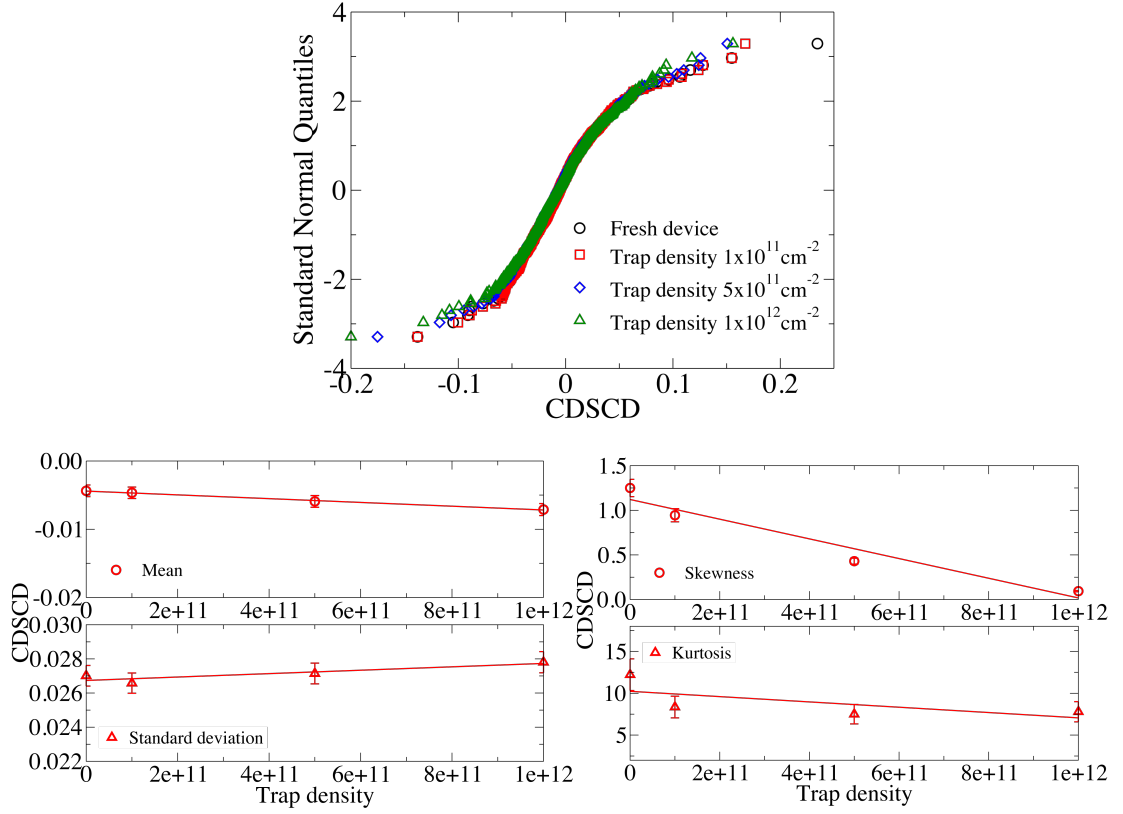 4
2
0
-2
-4
Standard Normal Quantiles
Fresh device
Trap density 1x10^11 cm^-2
Trap density 5x10^11 cm^-2
Trap density 1x10^12 cm^-2
-0.2 -0.1 0 0.1 0.2
CDSCD
0.00
-0.01
-0.02
Mean
0 2e+11 4e+11 6e+11 8e+11 1e+12
CDSCD
0.030
0.028
0.026
0.024
0.022
Standard deviation
0 2e+11 4e+11 6e+11 8e+11 1e+12
Trap density
1.5
1.0
0.5
0.0
Skewness
0 2e+11 4e+11 6e+11 8e+11 1e+12
CDSCD
15
10
5
Kurtosis
0 2e+11 4e+11 6e+11 8e+11 1e+12
Trap density